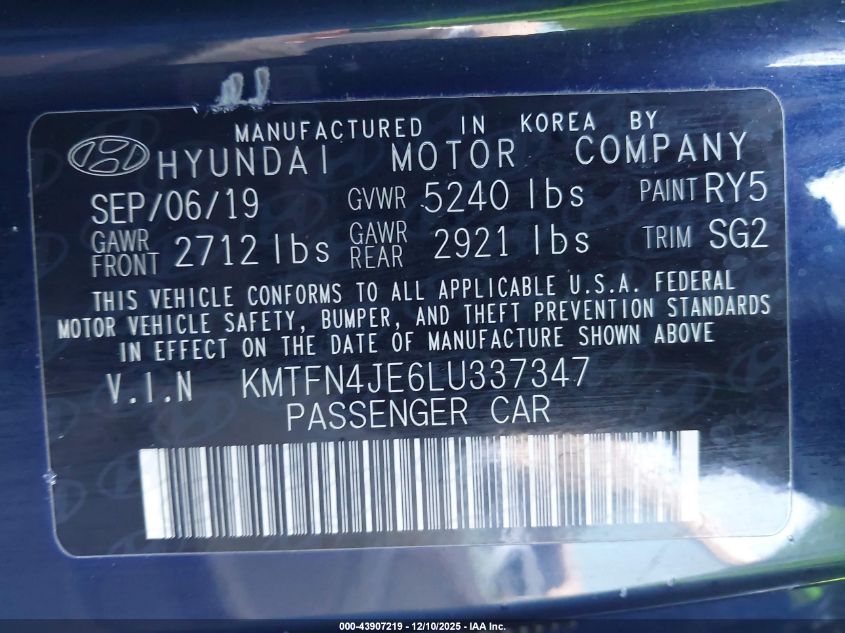 MANUFACTURED IN KOREA BY
HYUNDAI MOTOR COMPANY
SEP/06/19 GVWR 5240 lbs PAINT RY5
GAWR FRONT 2712 lbs GAWR REAR 2921 lbs TRIM SG2
THIS VEHICLE CONFORMS TO ALL APPLICABLE U.S.A. FEDERAL
MOTOR VEHICLE SAFETY, BUMPER, AND THEFT PREVENTION STANDARDS
IN EFFECT ON THE DATE OF MANUFACTURE SHOWN ABOVE
V.I.N KMTFN4JE6LU337347
PASSENGER CAR
000-43907219 - 12/10/2025 - IAA Inc.